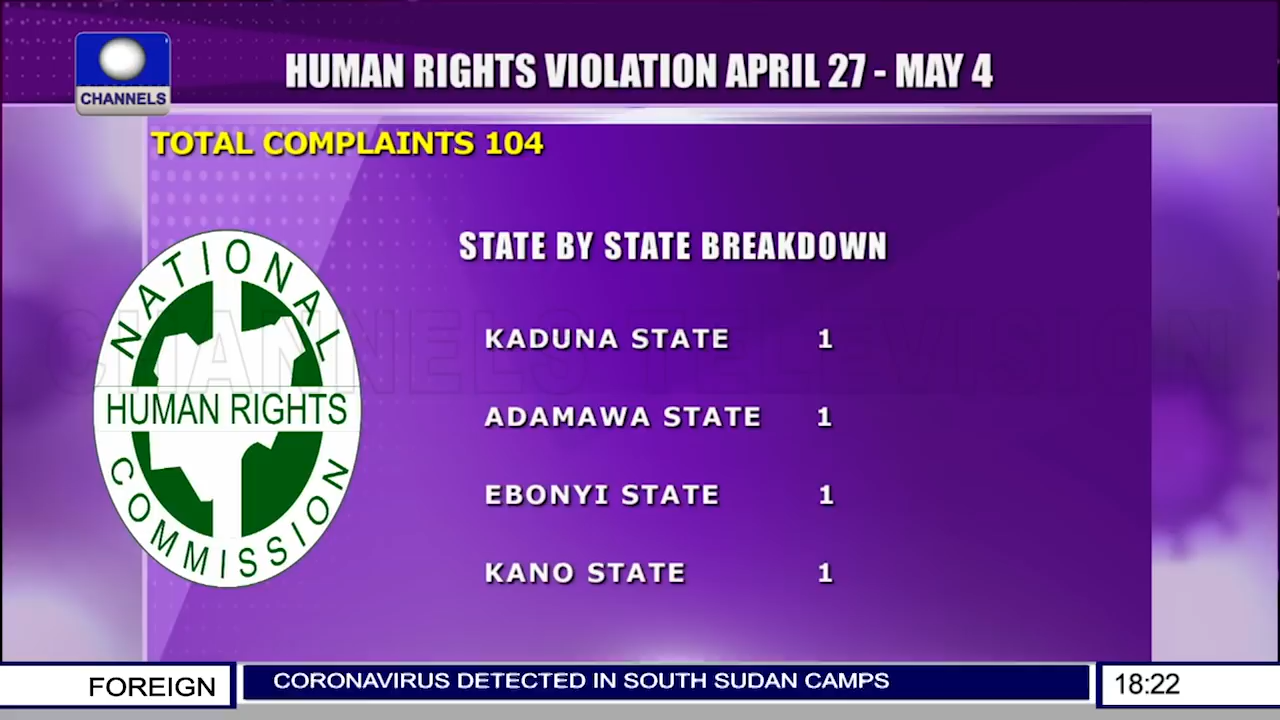 HUMAN RIGHTS VIOLATION APRIL 27 - MAY 4
CHANNELS
TOTAL COMPLAINTS 104
STATE BY STATE BREAKDOWN
NATIONAL
HUMAN RIGHTS
COMMISSION
CHANNELS TELEVISION
KADUNA STATE 1
ADAMAWA STATE 1
EBONYI STATE 1
KANO STATE 1
FOREIGN
CORONAVIRUS DETECTED IN SOUTH SUDAN CAMPS
18:22